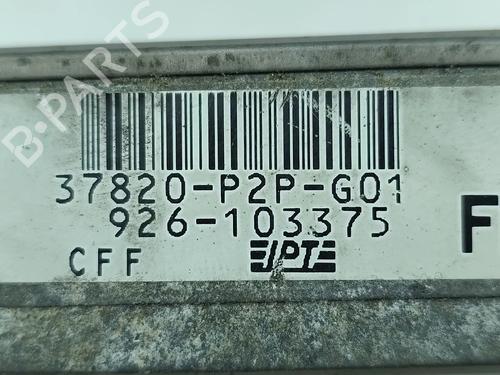 B-PARTS
37820-P2P-G01
926-103375
F
CFF
JPT